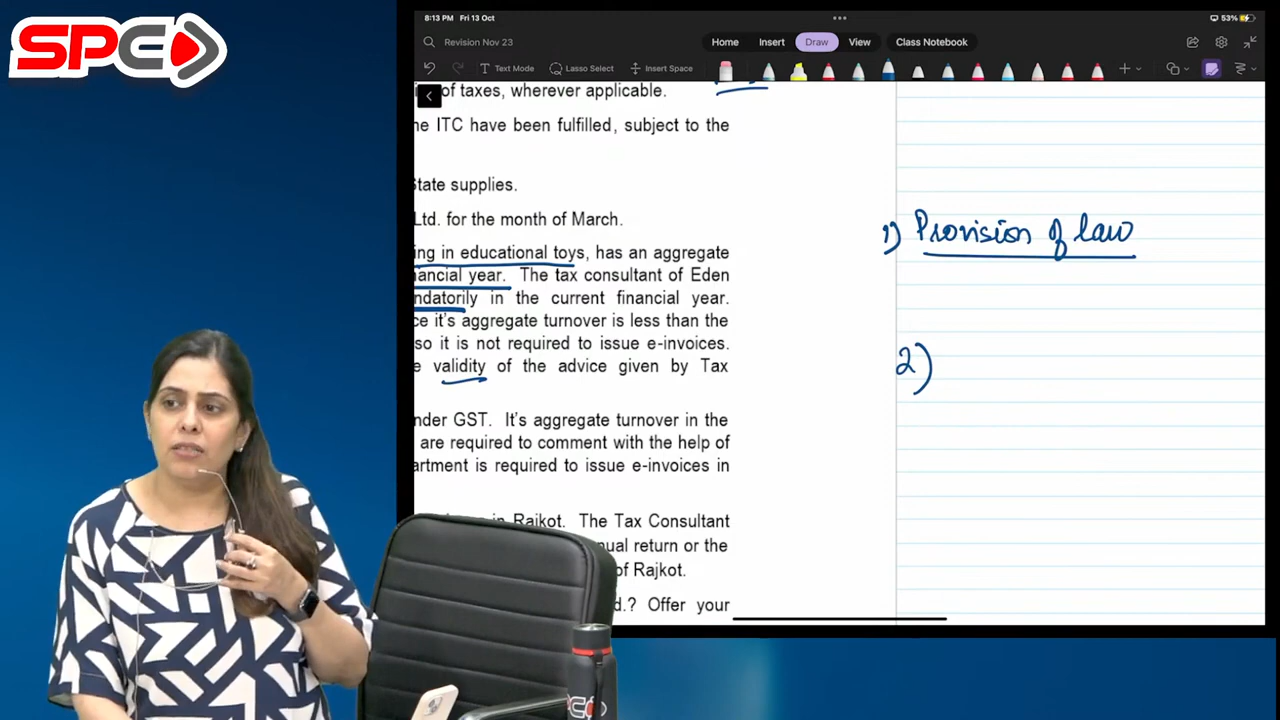 SPC
8:13 PM Fri 13 Oct
53%
Revision Nov 23
Home Insert Draw View Class Notebook
Text Mode Lasso Select Insert Space
of taxes, wherever applicable.
ITC have been fulfilled, subject to the
State supplies.
Ltd. for the month of March.
ing in educational toys, has an aggregate
nancial year. The tax consultant of Eden
ndatorily in the current financial year.
ce it's aggregate turnover is less than the
so it is not required to issue e-invoices.
e validity of the advice given by Tax
nder GST. It's aggregate turnover in the
are required to comment with the help of
artment is required to issue e-invoices in
in Rajkot. The Tax Consultant
nual return or the
of Rajkot.
d.? Offer your
1) Provision of law
2)